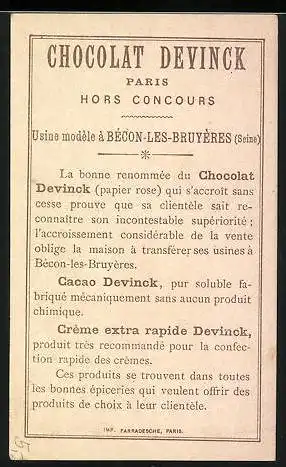 CHOCOLAT DEVINCK
PARIS
HORS CONCOURS
Usine modèle à BÉCON-LES-BRUYÈRES (Seine)
La bonne renommée du Chocolat
Devinck (papier rose) qui s'accroît sans
cesse prouve que sa clientèle sait re-
connaître son incontestable supériorité ;
l'accroissement considérable de la vente
oblige la maison à transférer ses usines à
Bécon-les-Bruyères.
Cacao Devinck, pur soluble fa-
briqué mécaniquement sans aucun produit
chimique.
Crème extra rapide Devinck,
produit très recommandé pour la confec-
tion rapide des crèmes.
Ces produits se trouvent dans toutes
les bonnes épiceries qui veulent offrir des
produits de choix à leur clientèle.
IMP. FARRADESCHE, PARIS.